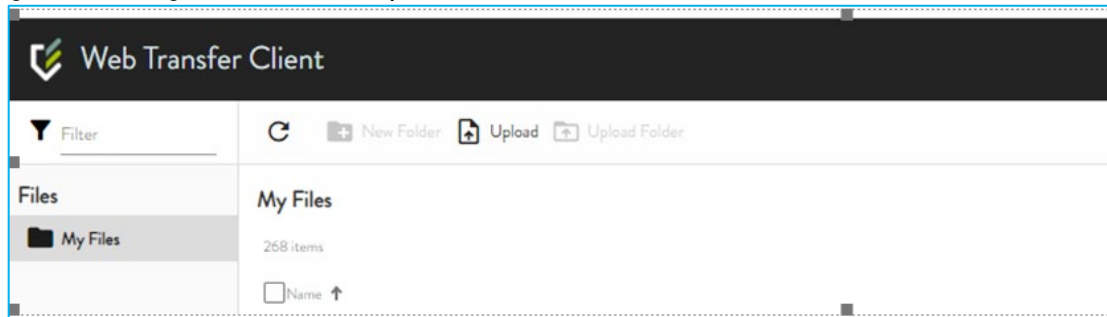 Web Transfer Client
Filter
New Folder Upload Upload Folder
Files
My Files
My Files
268 items
Name